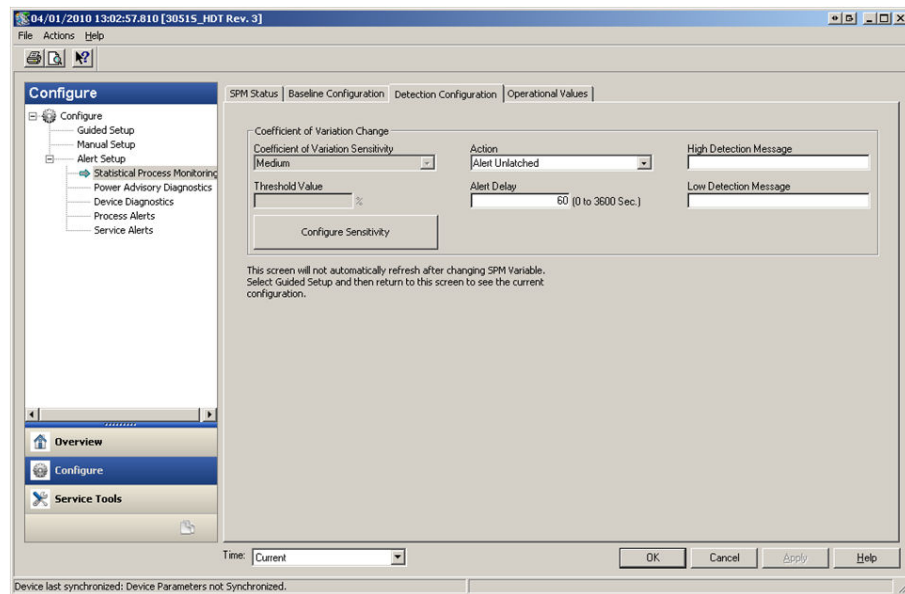 04/01/2010 13:02:57.810 [3051S_HDT Rev. 3]
File Actions Help
Configure
Configure
Guided Setup
Manual Setup
Alert Setup
Statistical Process Monitoring
Power Advisory Diagnostics
Device Diagnostics
Process Alerts
Service Alerts
Overview
Configure
Service Tools
SPM Status Baseline Configuration Detection Configuration Operational Values
Coefficient of Variation Change
Coefficient of Variation Sensitivity Action High Detection Message
Medium Alert Unlatched
Threshold Value Alert Delay Low Detection Message
% 60 (0 to 3600 Sec.)
Configure Sensitivity
This screen will not automatically refresh after changing SPM Variable.
Select Guided Setup and then return to this screen to see the current
configuration.
Time: Current OK Cancel Apply Help
Device last synchronized: Device Parameters not Synchronized.